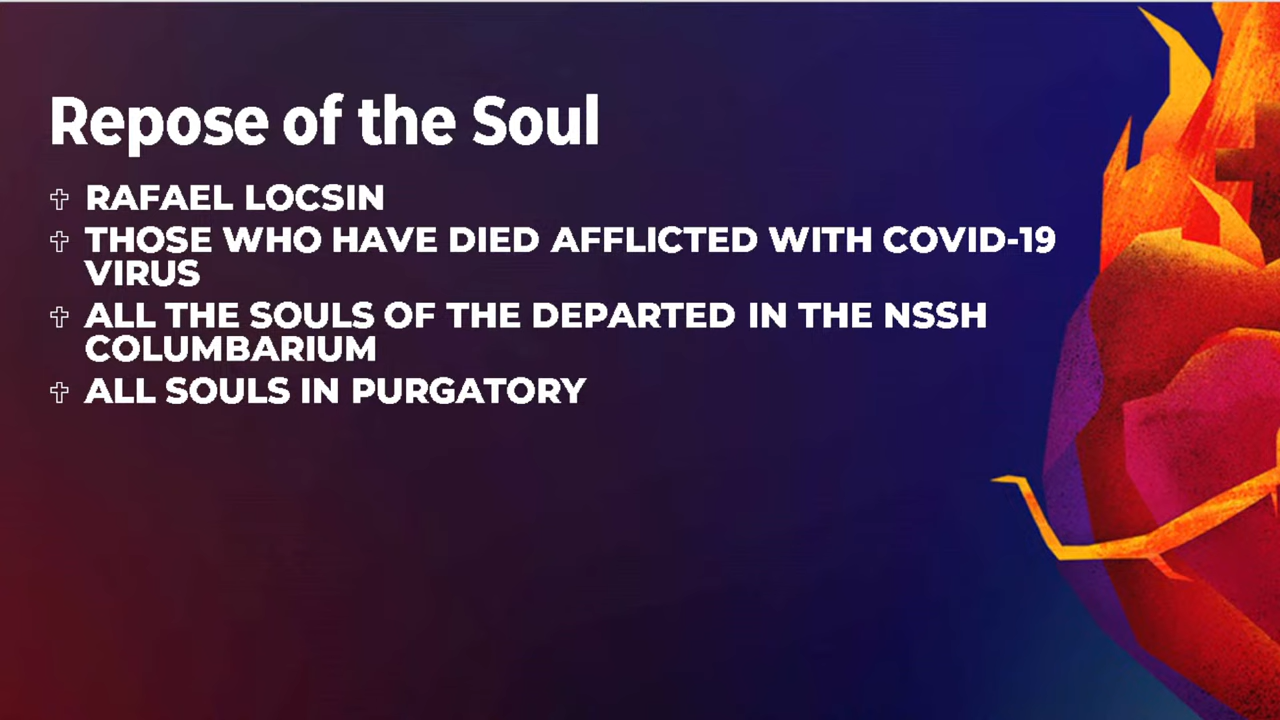 Repose of the Soul
✞ RAFAEL LOCSIN
✞ THOSE WHO HAVE DIED AFFLICTED WITH COVID-19
VIRUS
✞ ALL THE SOULS OF THE DEPARTED IN THE NSSH
COLUMBARIUM
✞ ALL SOULS IN PURGATORY